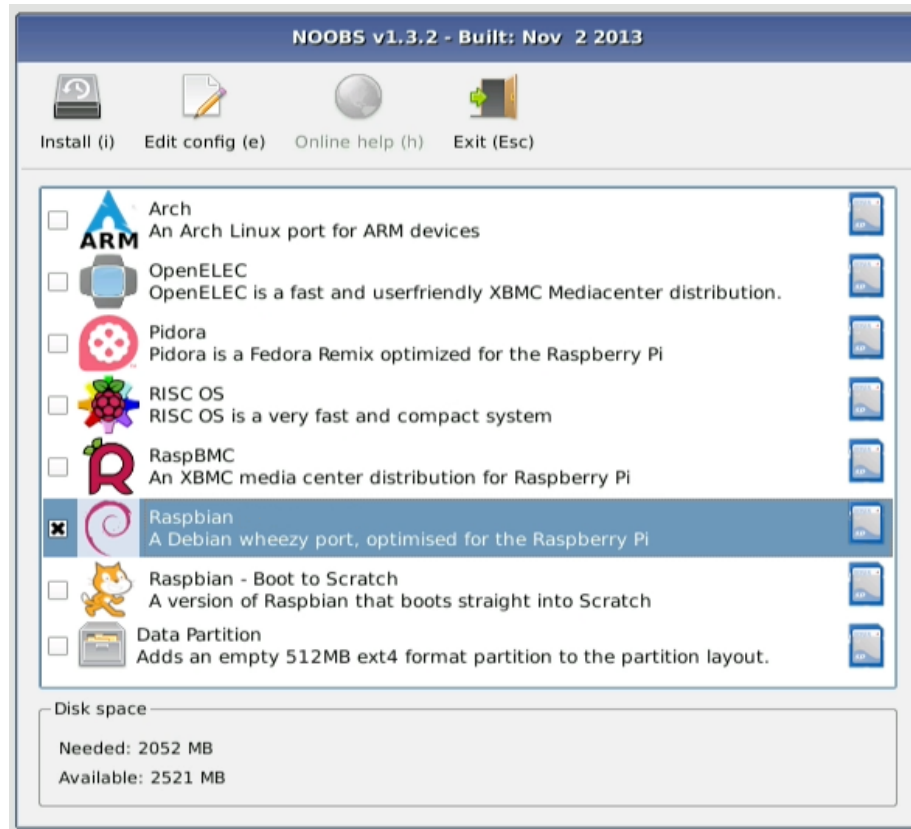 NOOBS v1.3.2 - Built: Nov 2 2013
Install (i) Edit config (e) Online help (h) Exit (Esc)
Arch
An Arch Linux port for ARM devices
ARM
OpenELEC
OpenELEC is a fast and userfriendly XBMC Mediacenter distribution.
Pidora
Pidora is a Fedora Remix optimized for the Raspberry Pi
RISC OS
RISC OS is a very fast and compact system
RaspBMC
An XBMC media center distribution for Raspberry Pi
Raspbian
A Debian wheezy port, optimised for the Raspberry Pi
Raspbian - Boot to Scratch
A version of Raspbian that boots straight into Scratch
Data Partition
Adds an empty 512MB ext4 format partition to the partition layout.
Disk space
Needed: 2052 MB
Available: 2521 MB